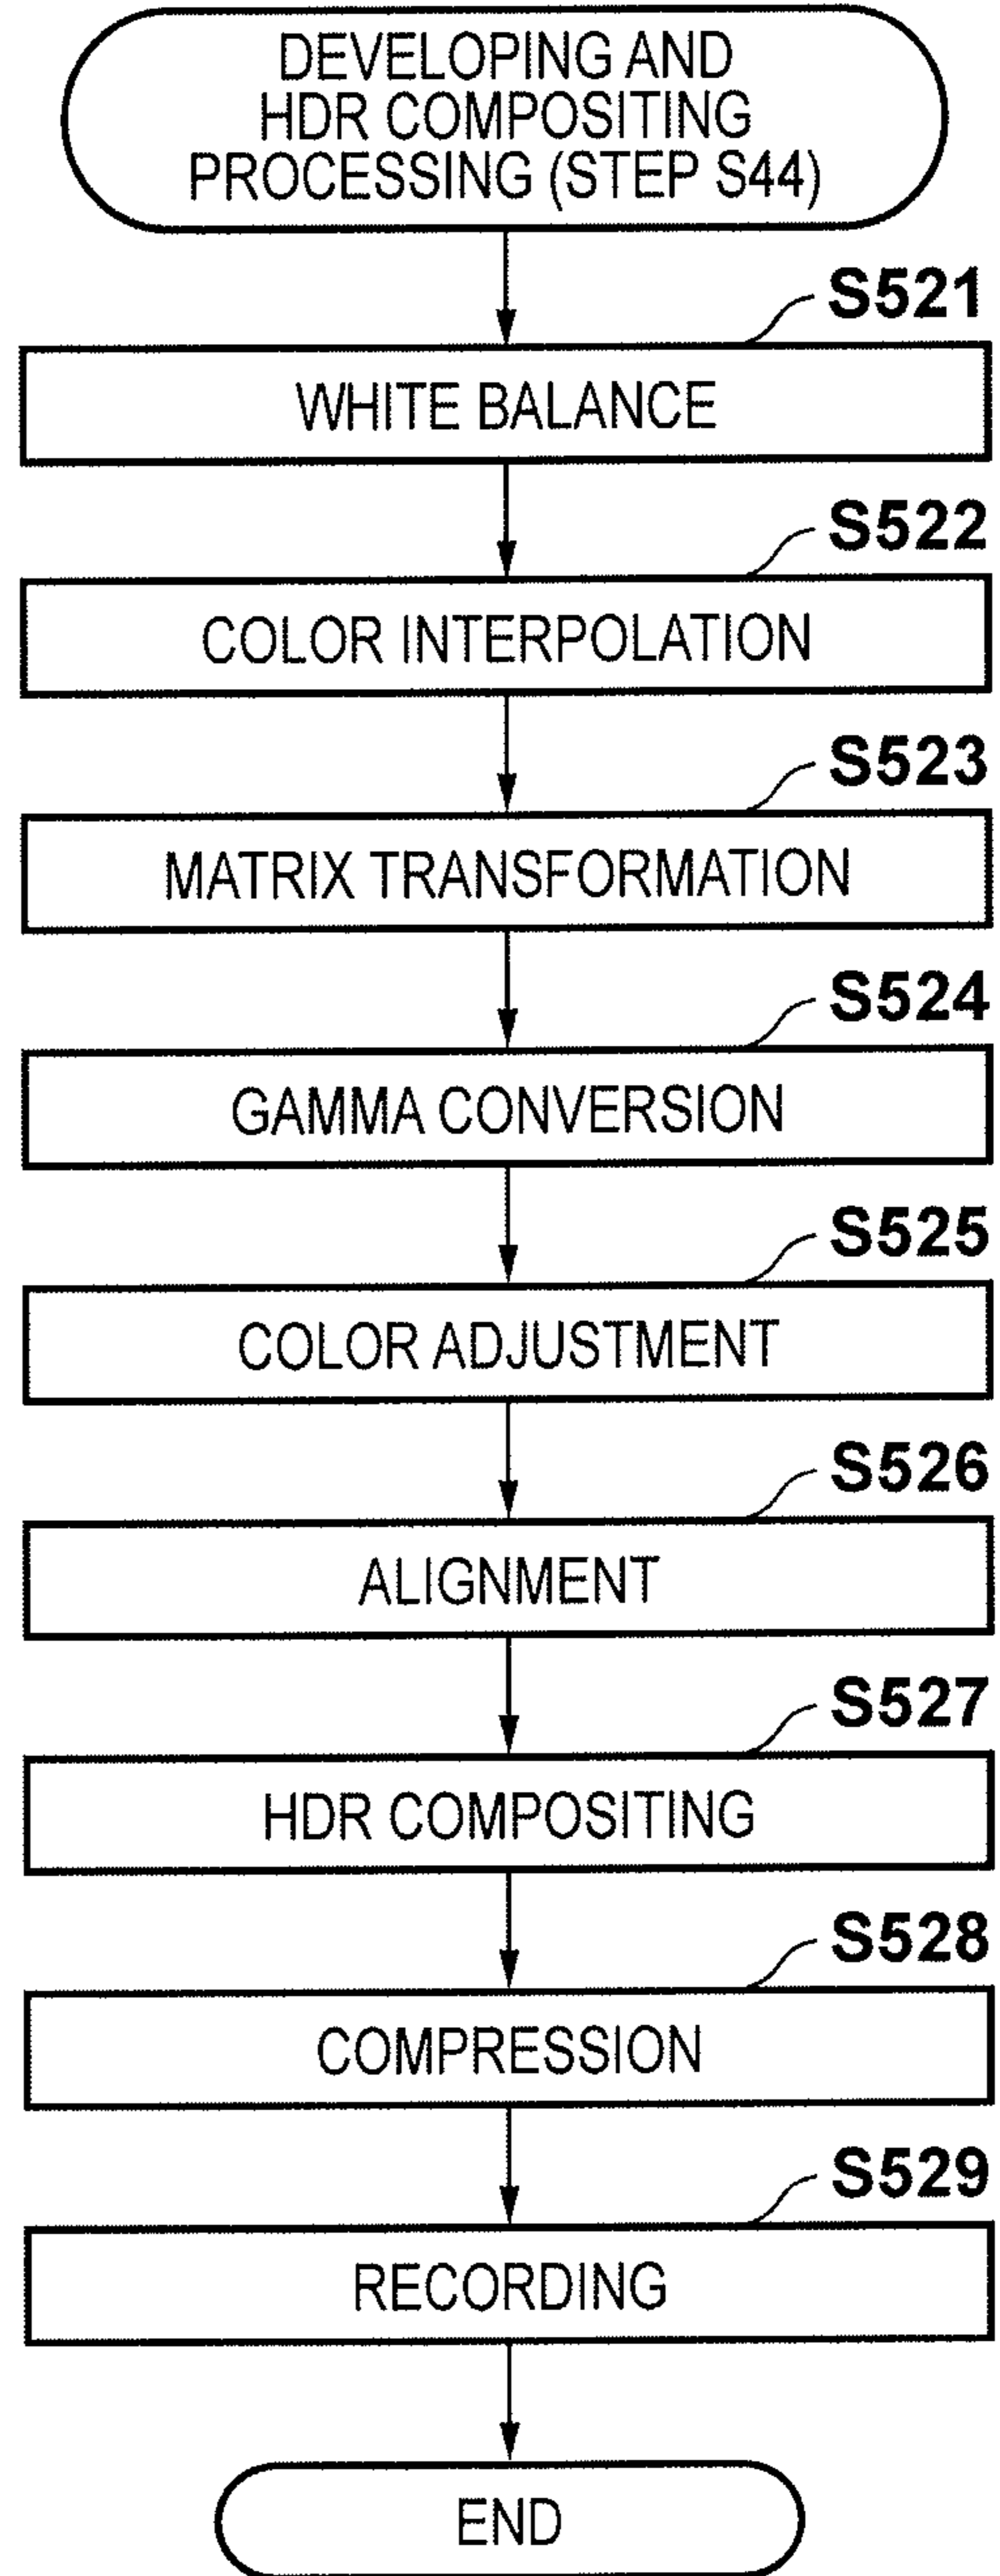 DEVELOPING AND
HDR COMPOSITING
PROCESSING (STEP S44)
S521
WHITE BALANCE
S522
COLOR INTERPOLATION
S523
MATRIX TRANSFORMATION
S524
GAMMA CONVERSION
S525
COLOR ADJUSTMENT
S526
ALIGNMENT
S527
HDR COMPOSITING
S528
COMPRESSION
S529
RECORDING
END